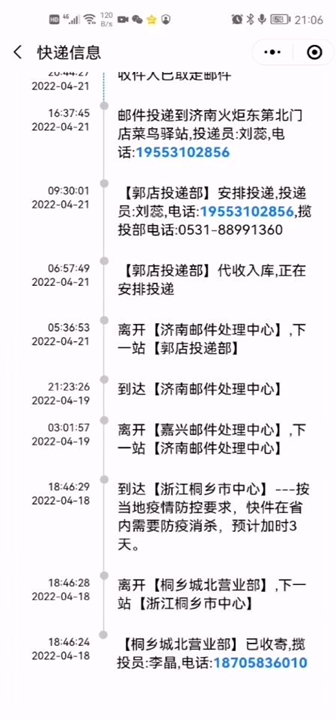 HD 4G 120 B/s 53 21:06
快递信息
20:44:27 收件人已取走邮件
2022-04-21
16:37:45 邮件投递到济南火炬东第北门
2022-04-21 店菜鸟驿站,投递员:刘蕊,电
话:19553102856
09:30:01 【郭店投递部】安排投递,投递
2022-04-21 员:刘蕊,电话:19553102856,揽
投部电话:0531-88991360
06:57:49 【郭店投递部】代收入库,正在
2022-04-21 安排投递
05:36:53 离开【济南邮件处理中心】,下
2022-04-21 一站【郭店投递部】
21:23:26 到达【济南邮件处理中心】
2022-04-19
03:01:57 离开【嘉兴邮件处理中心】,下
2022-04-19 一站【济南邮件处理中心】
18:46:29 到达【浙江桐乡市中心】---按
2022-04-18 当地疫情防控要求，快件在省
内需要防疫消杀，预计加时3
天。
18:46:28 离开【桐乡城北营业部】,下一
2022-04-18 站【浙江桐乡市中心】
18:46:24 【桐乡城北营业部】已收寄,揽
2022-04-18 投员:李晶,电话:18705836010